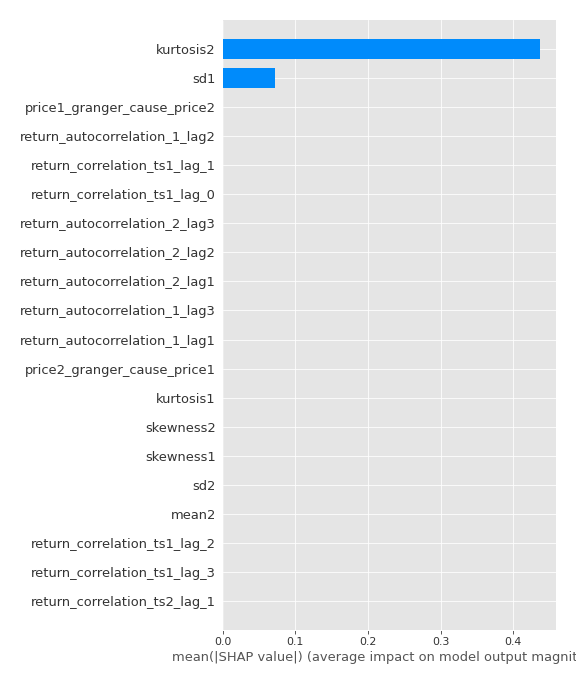 kurtosis2
sd1
price1_granger_cause_price2
return_autocorrelation_1_lag2
return_correlation_ts1_lag_1
return_correlation_ts1_lag_0
return_autocorrelation_2_lag3
return_autocorrelation_2_lag2
return_autocorrelation_2_lag1
return_autocorrelation_1_lag3
return_autocorrelation_1_lag1
price2_granger_cause_price1
kurtosis1
skewness2
skewness1
sd2
mean2
return_correlation_ts1_lag_2
return_correlation_ts1_lag_3
return_correlation_ts2_lag_1
0.0 0.1 0.2 0.3 0.4
mean(|SHAP value|) (average impact on model output magnit